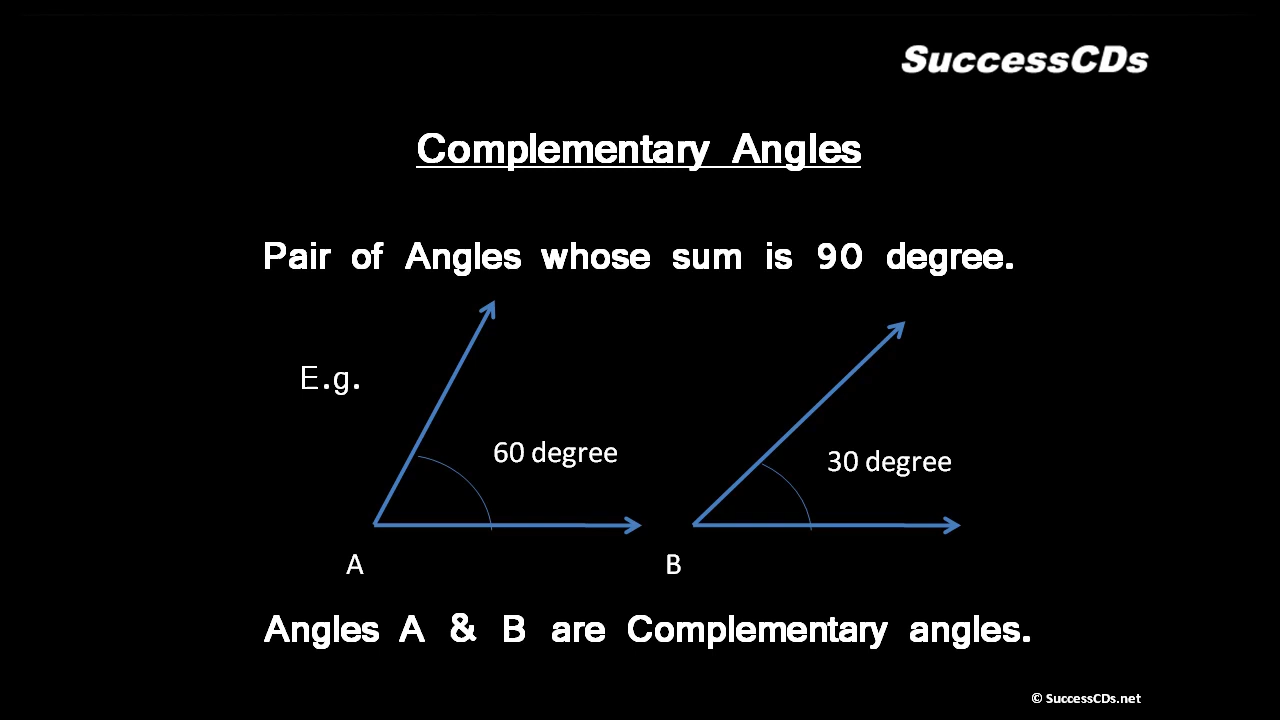 SuccessCDs
Complementary Angles
Pair of Angles whose sum is 90 degree.
E.g.
60 degree
30 degree
A
B
Angles A & B are Complementary angles.
© SuccessCDs.net